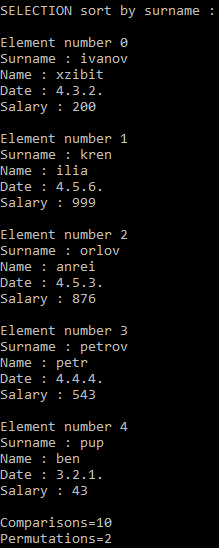 SELECTION sort by surname :
Element number 0
Surname : ivanov
Name : xzibit
Date : 4.3.2.
Salary : 200
Element number 1
Surname : kren
Name : ilia
Date : 4.5.6.
Salary : 999
Element number 2
Surname : orlov
Name : anrei
Date : 4.5.3.
Salary : 876
Element number 3
Surname : petrov
Name : petr
Date : 4.4.4.
Salary : 543
Element number 4
Surname : pup
Name : ben
Date : 3.2.1.
Salary : 43
Comparisons=10
Permutations=2